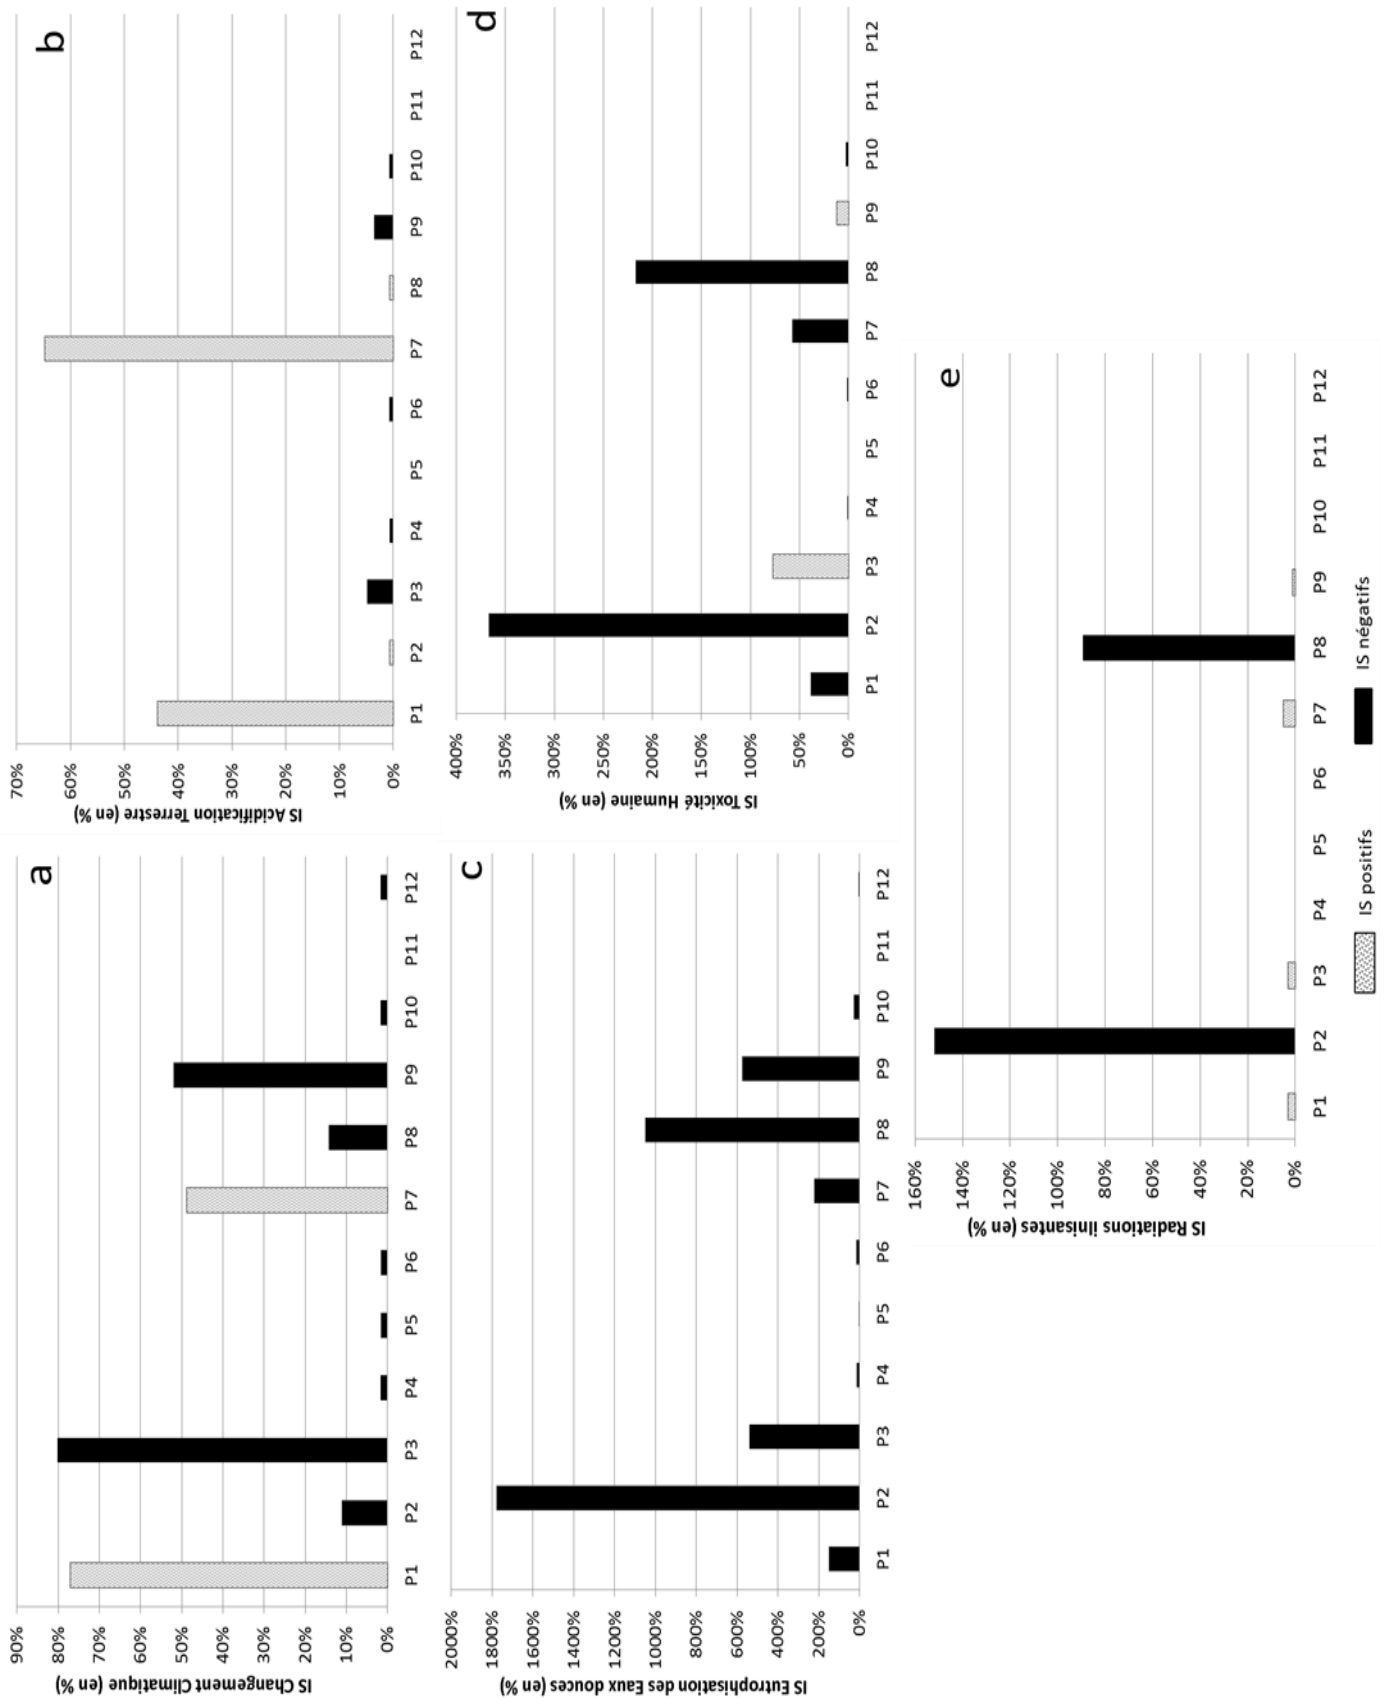 a
IS Changement Climatique (en %)
90%
80%
70%
60%
50%
40%
30%
20%
10%
0%
P1 P2 P3 P4 P5 P6 P7 P8 P9 P10 P11 P12
b
IS Acidification Terrestre (en %)
70%
60%
50%
40%
30%
20%
10%
0%
P1 P2 P3 P4 P5 P6 P7 P8 P9 P10 P11 P12
c
IS Eutrophisation des Eaux douces (en %)
2000%
1800%
1600%
1400%
1200%
1000%
800%
600%
400%
200%
0%
P1 P2 P3 P4 P5 P6 P7 P8 P9 P10 P11 P12
d
IS Toxicité Humaine (en %)
400%
350%
300%
250%
200%
150%
100%
50%
0%
P1 P2 P3 P4 P5 P6 P7 P8 P9 P10 P11 P12
e
IS Radiations iinisantes (en %)
160%
140%
120%
100%
80%
60%
40%
20%
0%
P1 P2 P3 P4 P5 P6 P7 P8 P9 P10 P11 P12
IS positifs IS négatifs